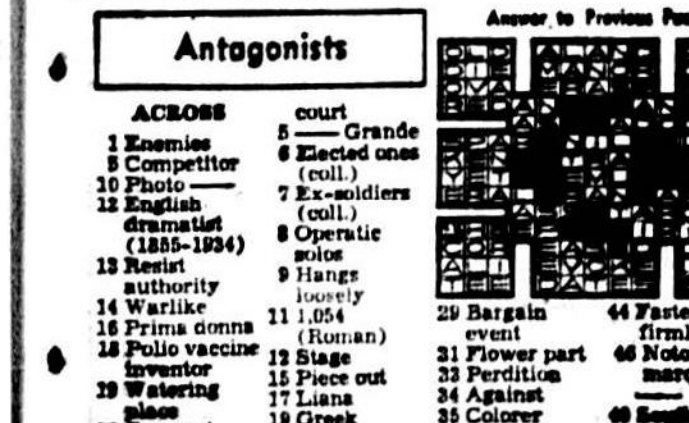 Antagonists
ACROSS
1 Enemies
5 Competitor
10 Photo ——
12 English
dramatist
(1855-1934)
13 Resist
authority
14 Warlike
16 Prima donna
18 Polio vaccine
inventor
19 Watering
place
court
5 —— Grande
6 Elected ones
(coll.)
7 Ex-soldiers
(coll.)
8 Operatic
solos
9 Hangs
loosely
11 1,054
(Roman)
12 Stage
15 Piece out
17 Liana
19 Greek
Answer to Previous
29 Bargain
event
31 Flower part
33 Perdition
34 Against
35 Colorer
44
46